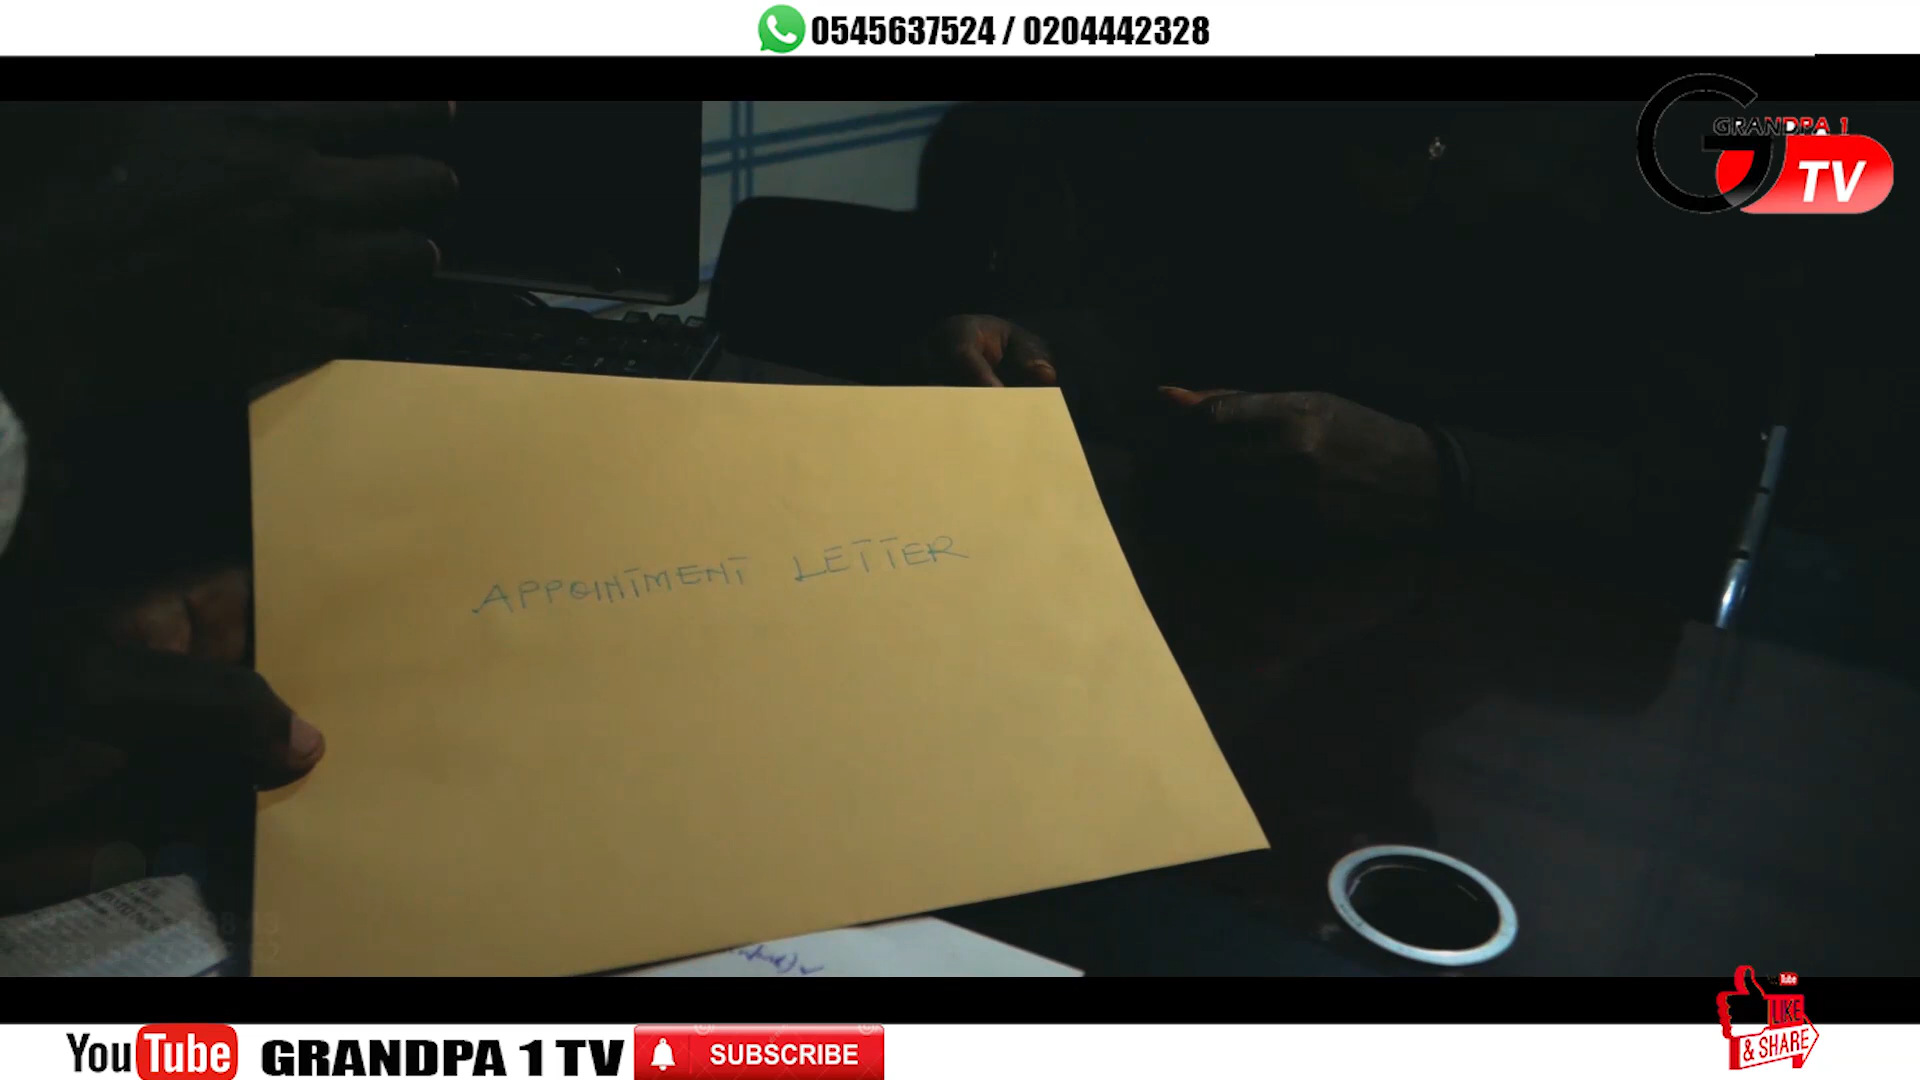 0545637524 / 0204442328
GRANDPA 1
TV
APPOINTMENT LETTER
YouTube GRANDPA 1 TV SUBSCRIBE
LIKE
& SHARE